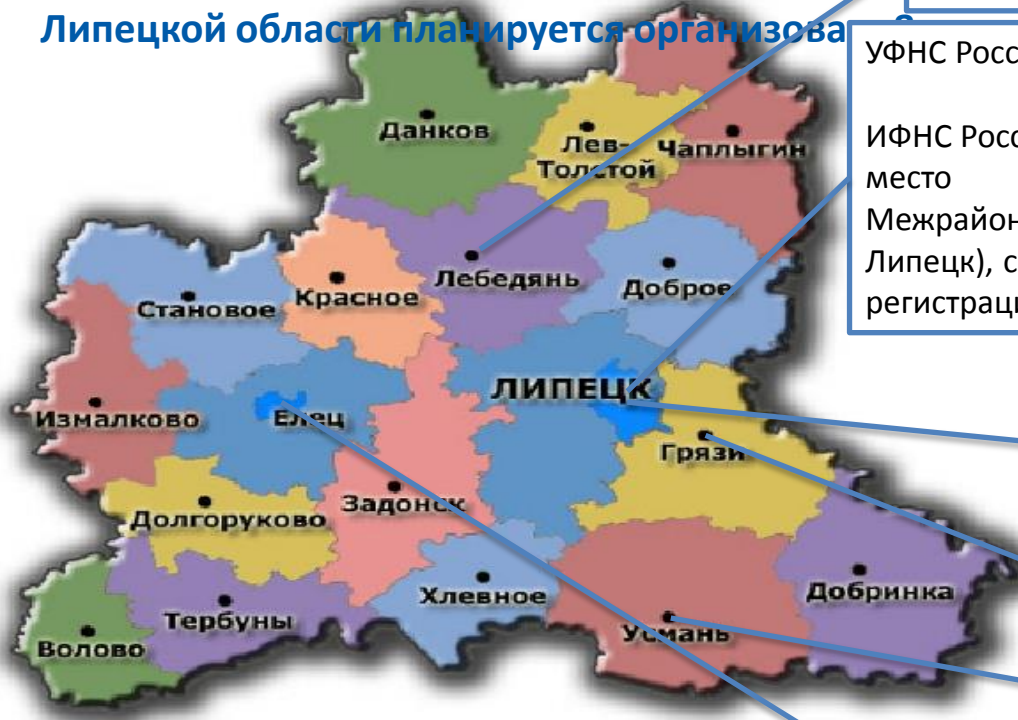 Липецкой области планируется организова
УФНС Росс
ИФНС Росс
место
Межрайон
Липецк), с
регистрац
Данков
Лев-
Толстой
Чаплыгин
Лебедянь
Доброе
Красное
Становое
ЛИПЕЦК
Измалково
Елец
Грязи
Задонск
Долгоруково
Добринка
Хлевное
Тербуны
Усмань
Волово